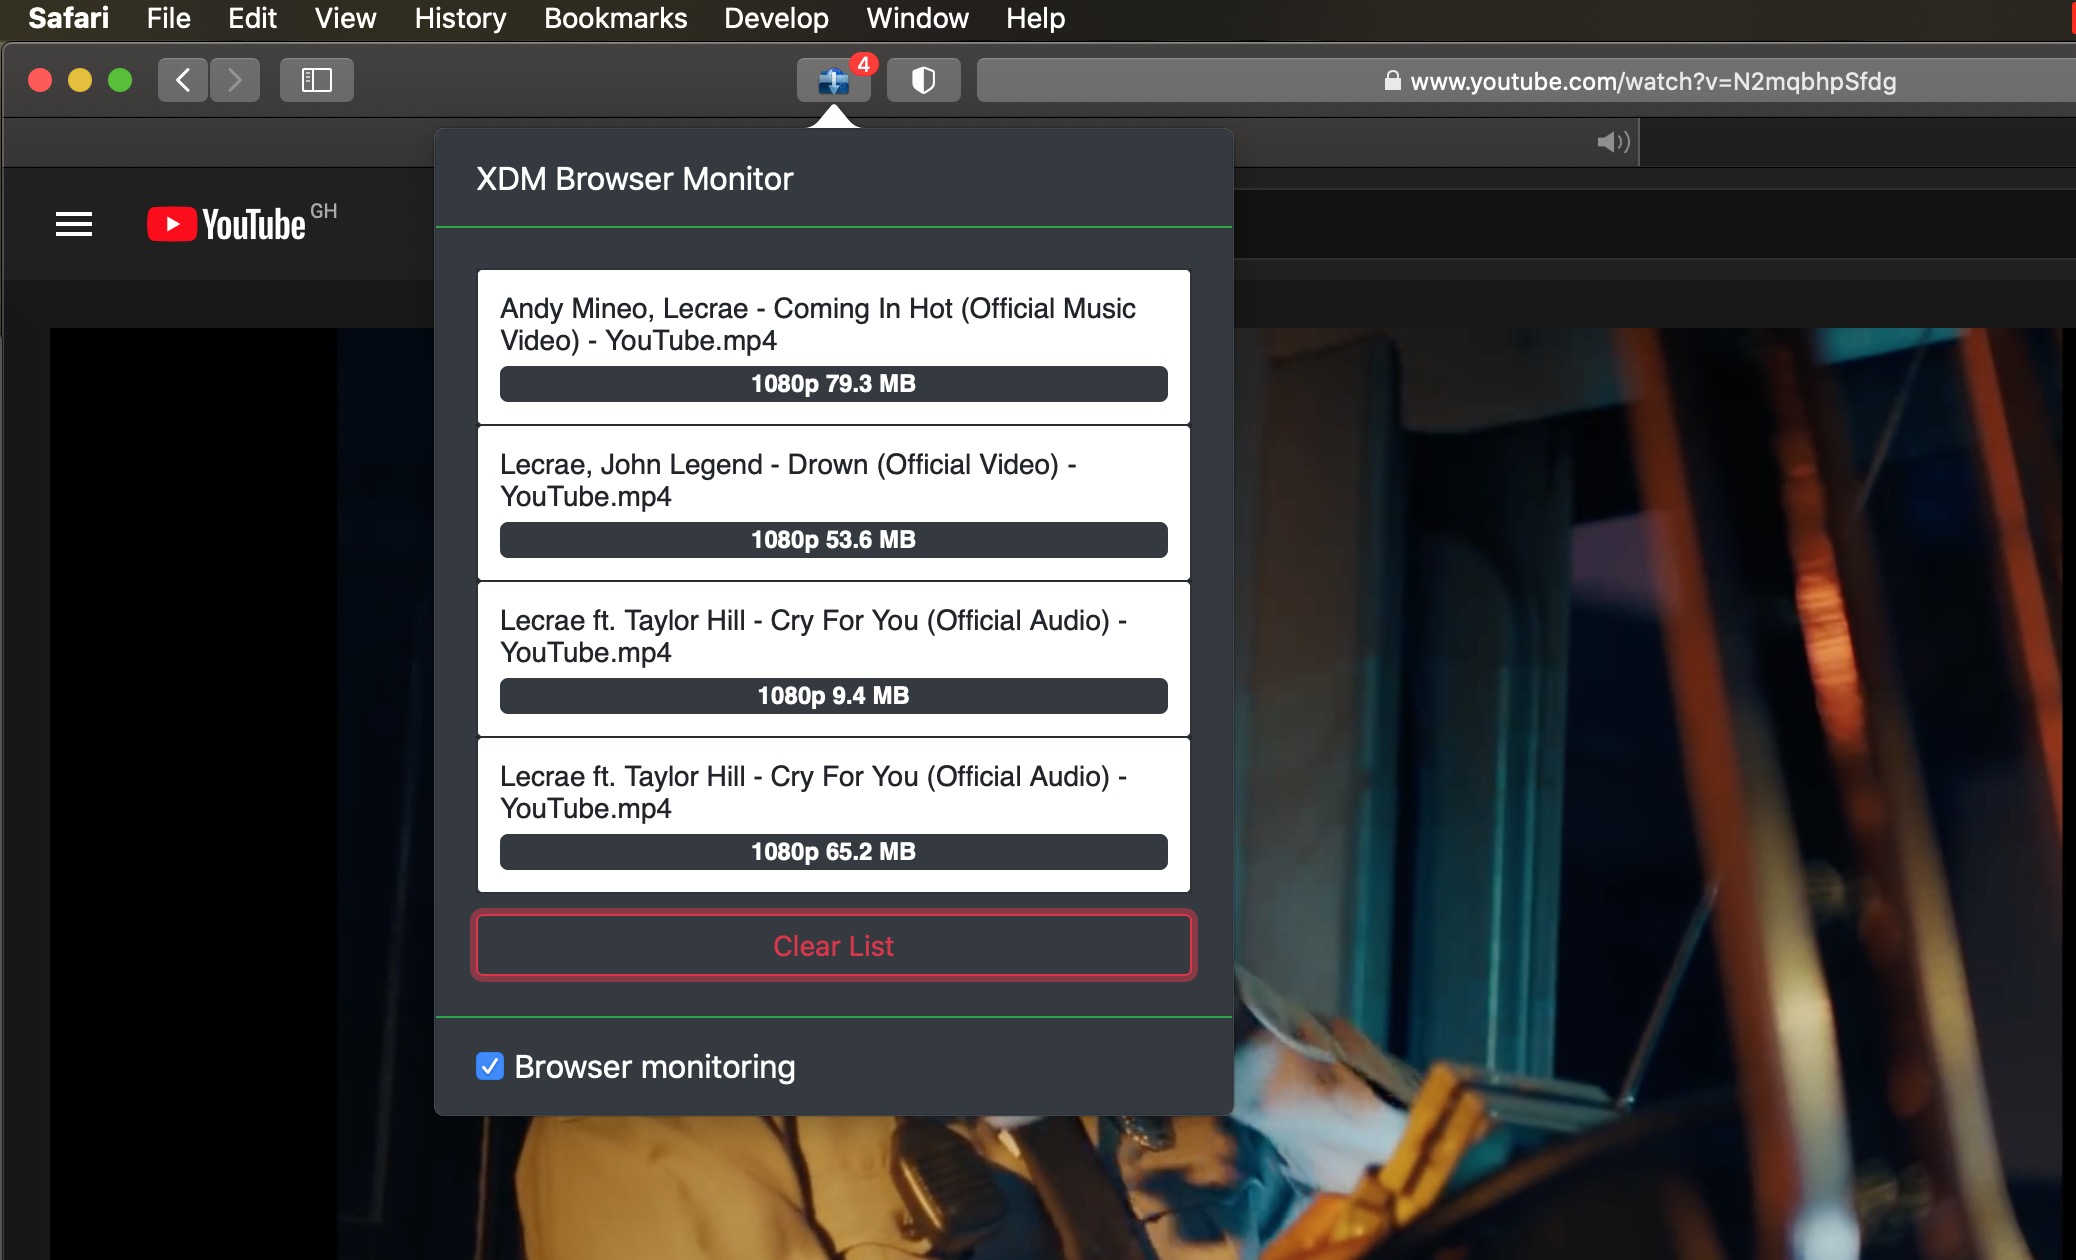 Safari File Edit View History Bookmarks Develop Window Help
4
www.youtube.com/watch?v=N2mqbhpSfdg
XDM Browser Monitor
YouTube GH
Andy Mineo, Lecrae - Coming In Hot (Official Music
Video) - YouTube.mp4
1080p 79.3 MB
Lecrae, John Legend - Drown (Official Video) -
YouTube.mp4
1080p 53.6 MB
Lecrae ft. Taylor Hill - Cry For You (Official Audio) -
YouTube.mp4
1080p 9.4 MB
Lecrae ft. Taylor Hill - Cry For You (Official Audio) -
YouTube.mp4
1080p 65.2 MB
Clear List
Browser monitoring